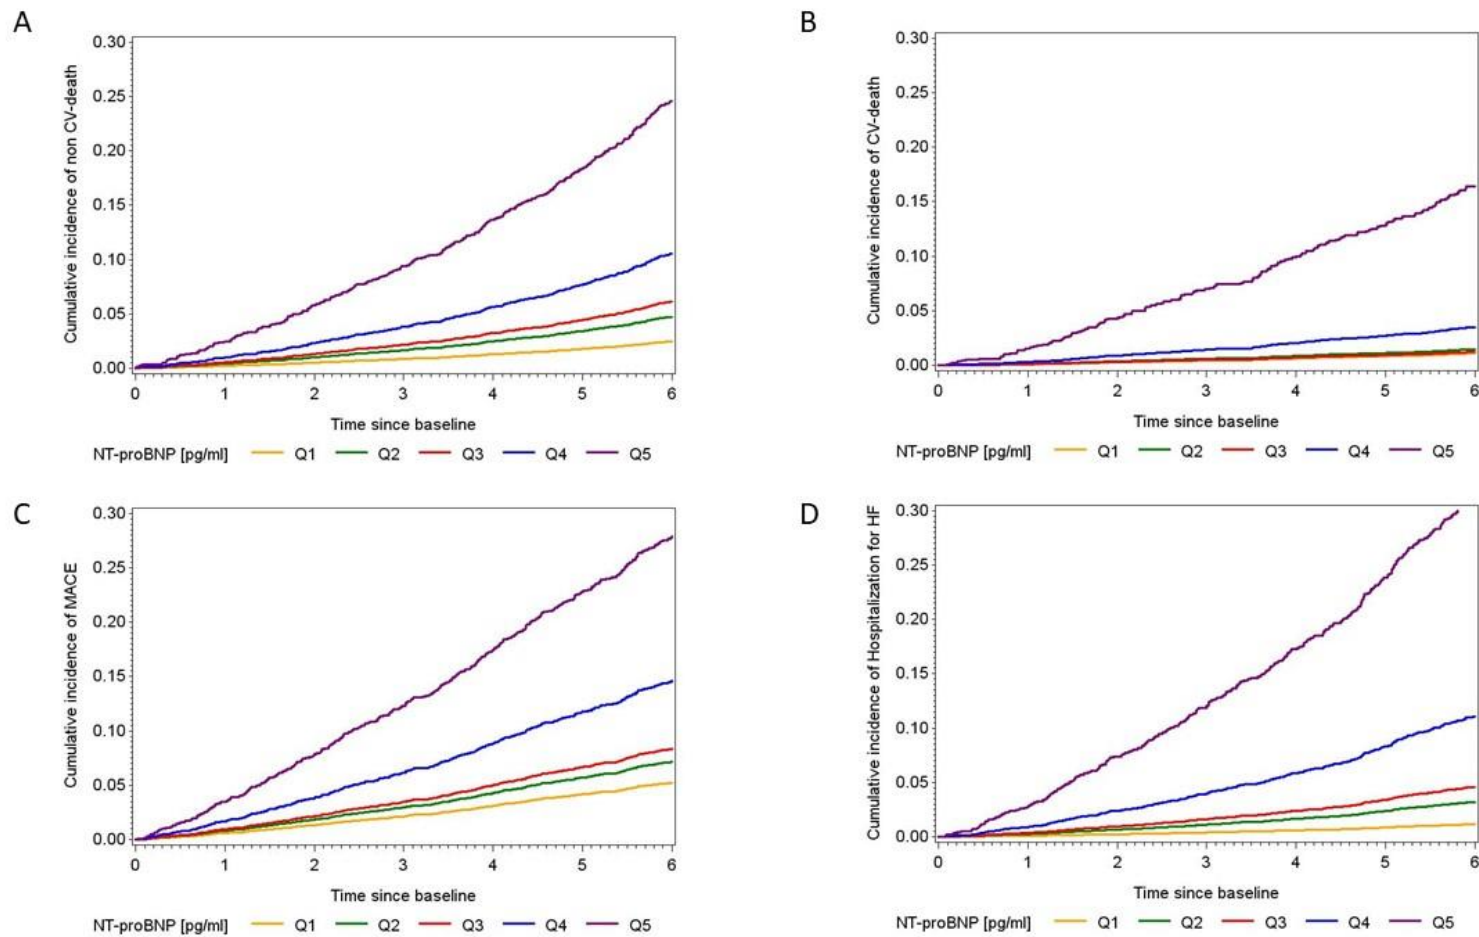 A
Cumulative incidence of non CV-death
0.30
0.25
0.20
0.15
0.10
0.05
0.00
0 1 2 3 4 5 6
Time since baseline
NT-proBNP [pg/ml] Q1 Q2 Q3 Q4 Q5
B
Cumulative incidence of CV-death
0.30
0.25
0.20
0.15
0.10
0.05
0.00
0 1 2 3 4 5 6
Time since baseline
NT-proBNP [pg/ml] Q1 Q2 Q3 Q4 Q5
C
Cumulative incidence of MACE
0.30
0.25
0.20
0.15
0.10
0.05
0.00
0 1 2 3 4 5 6
Time since baseline
NT-proBNP [pg/ml] Q1 Q2 Q3 Q4 Q5
D
Cumulative incidence of Hospitalization for HF
0.30
0.25
0.20
0.15
0.10
0.05
0.00
0 1 2 3 4 5 6
Time since baseline
NT-proBNP [pg/ml] Q1 Q2 Q3 Q4 Q5